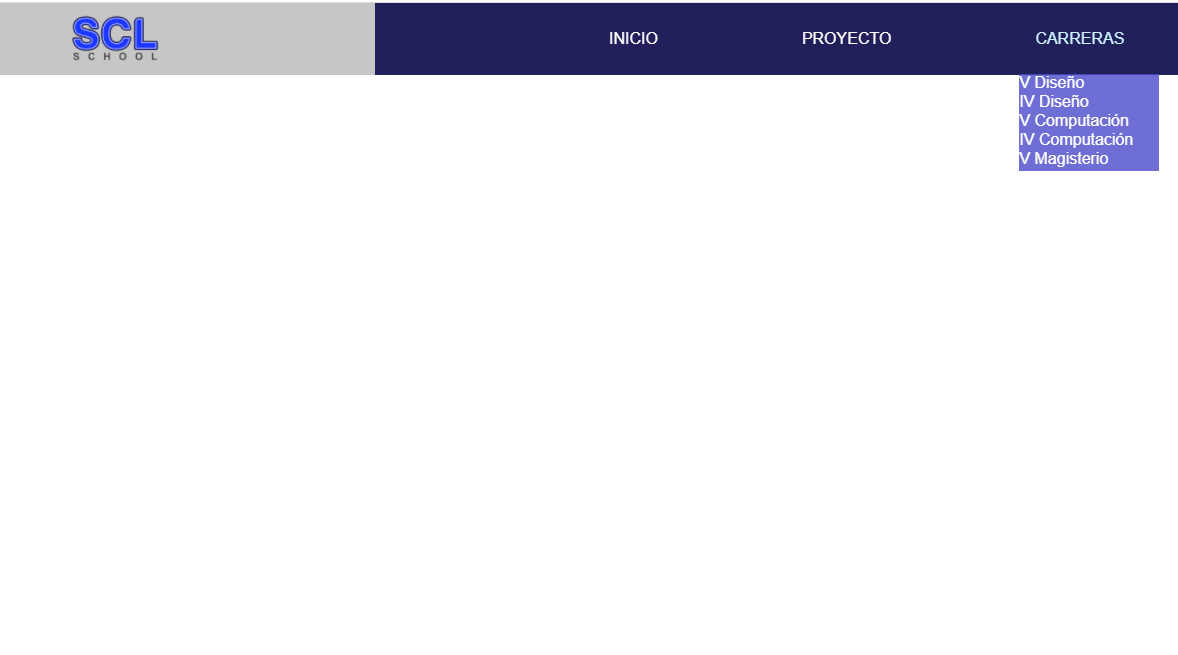 SCL
SCHOOL
INICIO PROYECTO CARRERAS
V Diseño
IV Diseño
V Computación
IV Computación
V Magisterio